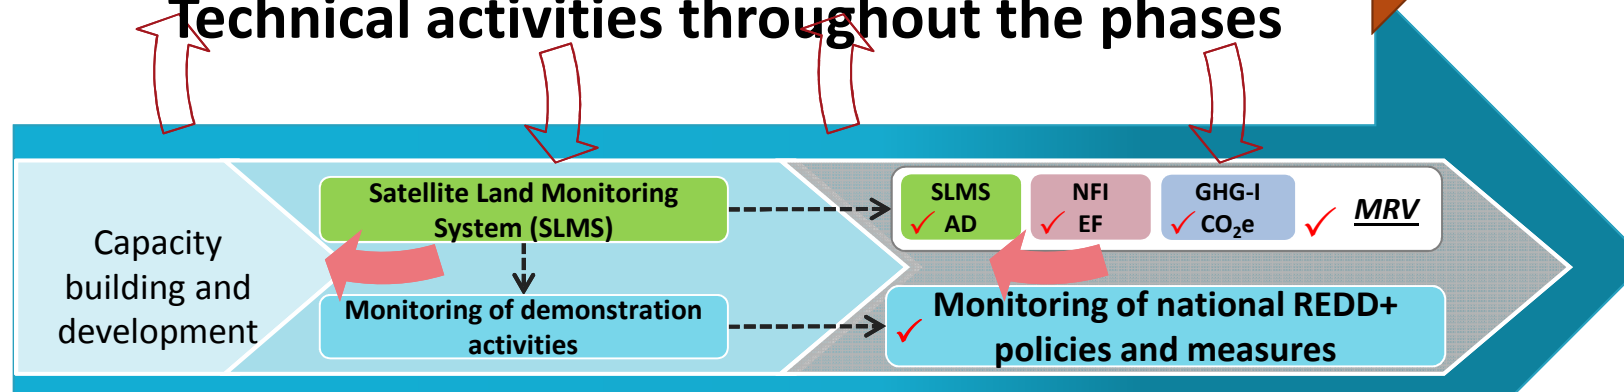 Technical activities throughout the phases
Capacity
building and
development
Satellite Land Monitoring
System (SLMS)
Monitoring of demonstration
activities
SLMS
✓ AD
NFI
✓ EF
GHG-I
✓ CO₂e
✓ MRV
✓ Monitoring of national REDD+
policies and measures